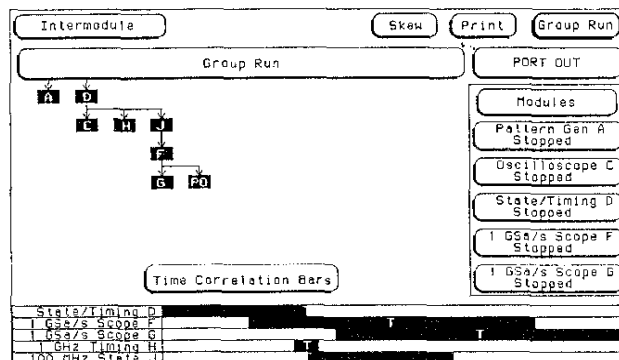 Intermodule
Skew
Print
Group Run
Group Run
PORT OUT
A D
C H J
F
G PO
Modules
Pattern Gen A
Stopped
Oscilloscope C
Stopped
State/Timing D
Stopped
1 GSa/s Scope F
Stopped
1 GSa/s Scope G
Stopped
Time Correlation Bars
State/Timing D
1 GSa/s Scope F
T
1 GSa/s Scope G
T
1 GHz Timing H
T
100 MHz State J